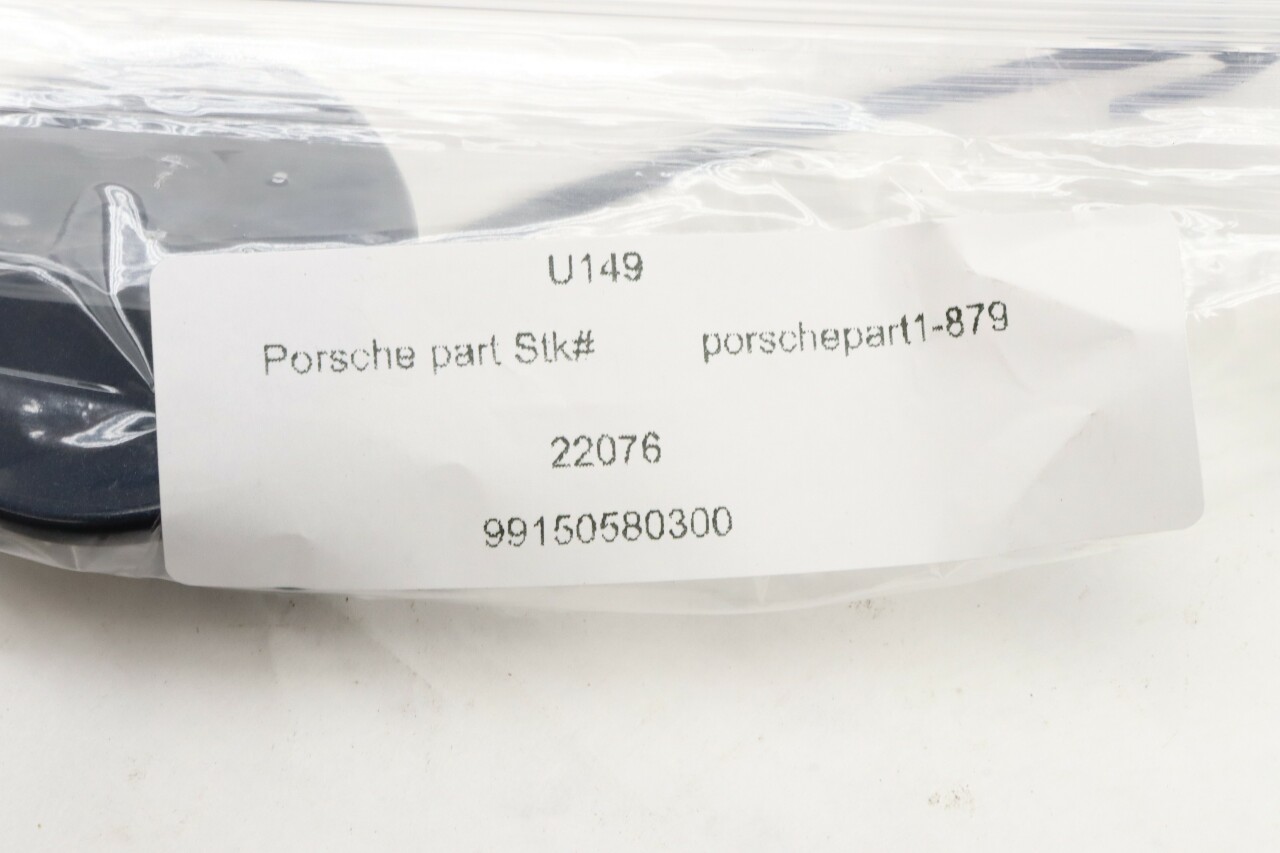 U149
Porsche part Stk# porschepart1-879
22076
99150580300